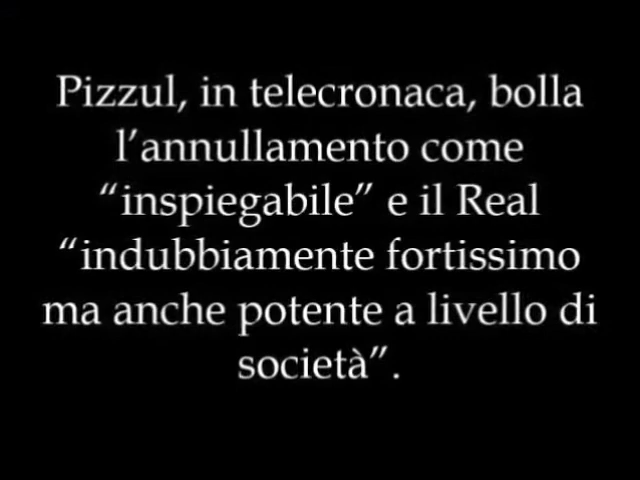 Pizzul, in telecronaca, bolla
l’annullamento come
“inspiegabile” e il Real
“indubbiamente fortissimo
ma anche potente a livello di
società”.